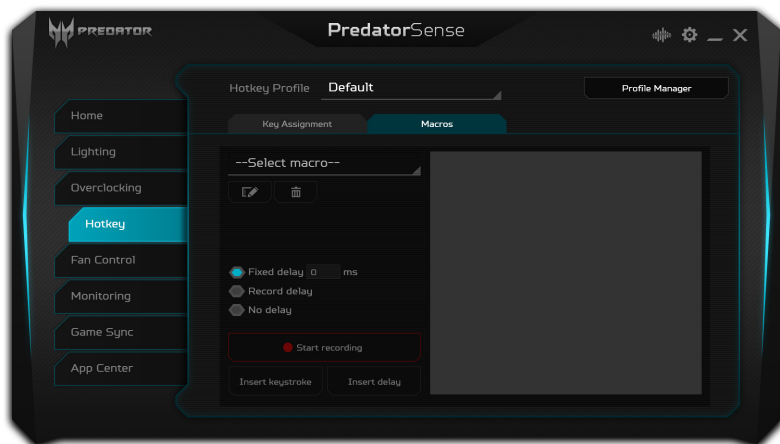 PREDATOR
PredatorSense
Hotkey Profile Default
Profile Manager
Home
Lighting
Overclocking
Hotkey
Fan Control
Monitoring
Game Sync
App Center
Key Assignment
Macros
--Select macro--
Fixed delay 0 ms
Record delay
No delay
Start recording
Insert keystroke
Insert delay